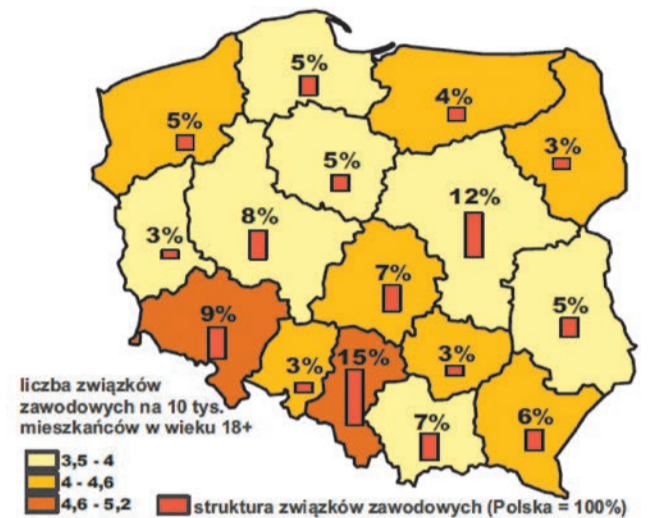 5%
4%
5%
3%
5%
12%
8%
3%
7%
5%
9%
3%
15%
3%
7%
6%
liczba związków
zawodowych na 10 tys.
mieszkańców w wieku 18+
3,5 - 4
4 - 4,6
4,6 - 5,2
struktura związków zawodowych (Polska = 100%)